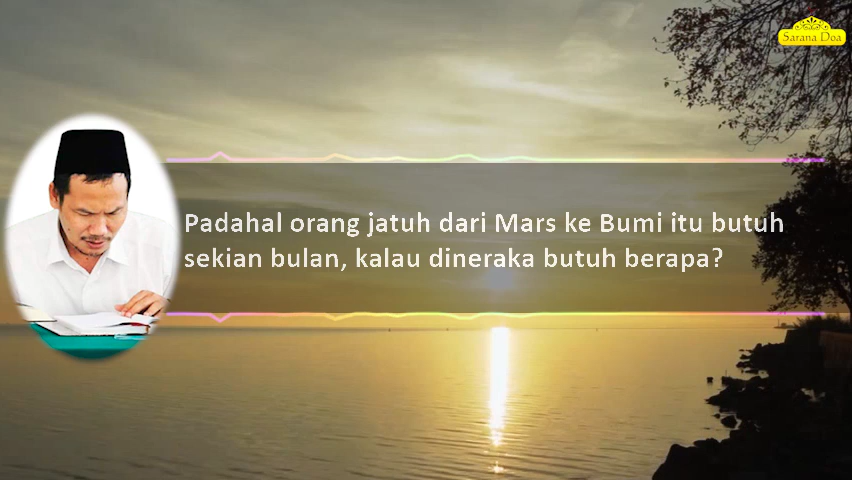 Sarana Doa
Padahal orang jatuh dari Mars ke Bumi itu butuh
sekian bulan, kalau dineraka butuh berapa?